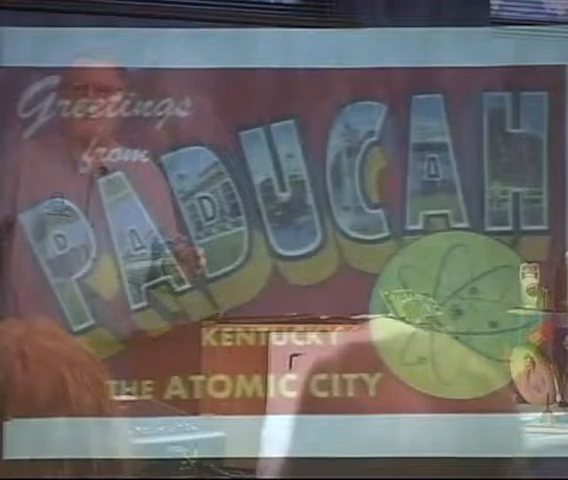 Greetings
from
PADUCAH
KENTUCKY
THE ATOMIC CITY